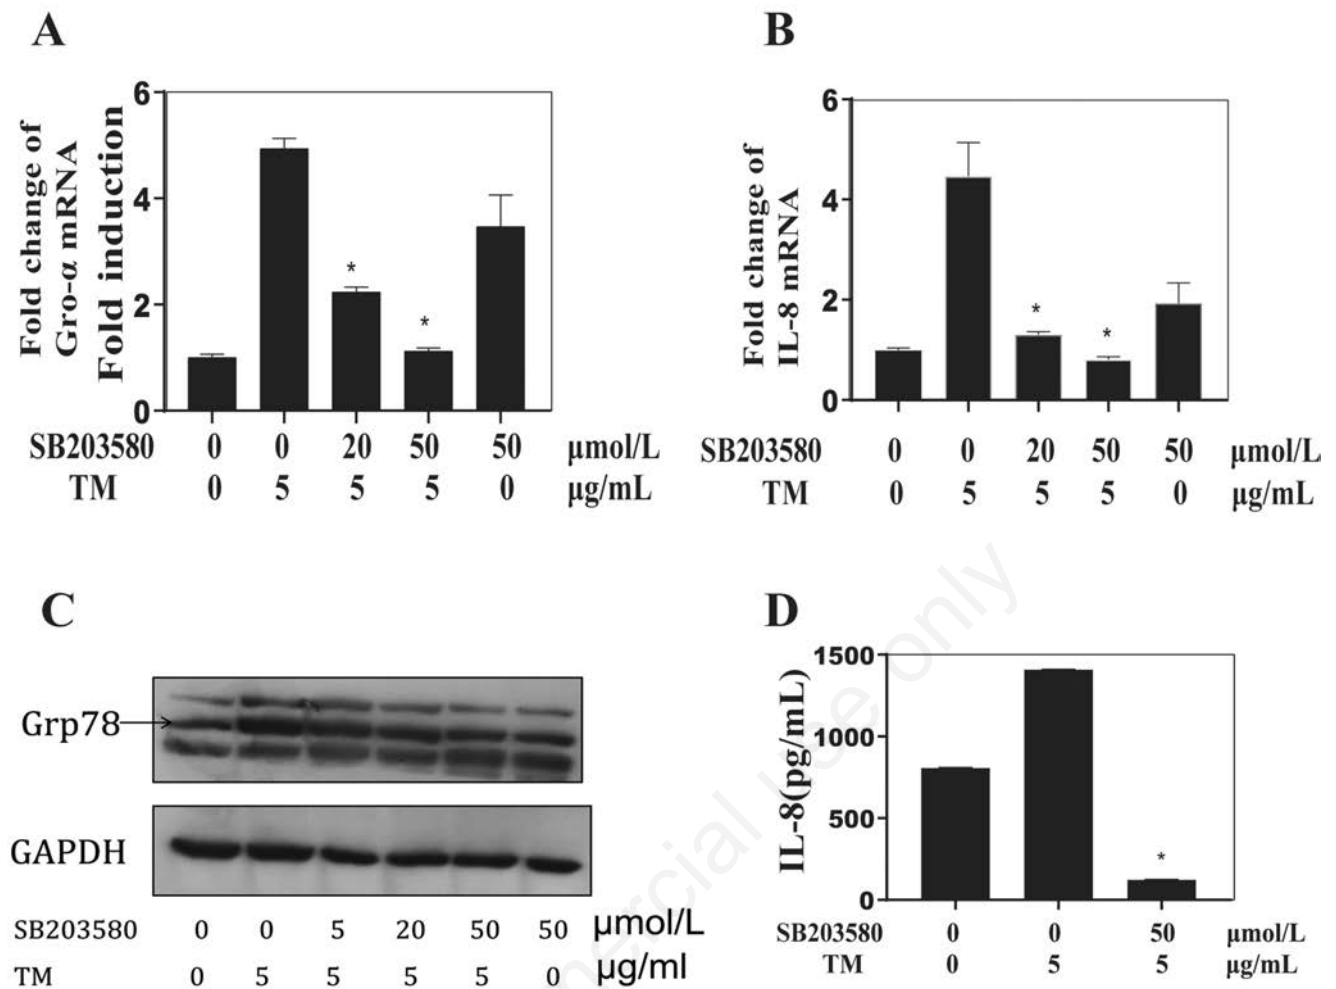 A
Fold change of
Gro-α mRNA
Fold induction
6
4
2
0
*
*
SB203580 0 0 20 50 50 μmol/L
TM 0 5 5 5 0 μg/mL
B
Fold change of
IL-8 mRNA
6
4
2
0
*
*
SB203580 0 0 20 50 50 μmol/L
TM 0 5 5 5 0 μg/mL
C
Grp78
GAPDH
SB203580 0 0 5 20 50 50 μmol/L
TM 0 5 5 5 5 0 μg/ml
D
IL-8(pg/mL)
1500
1000
500
0
*
SB203580 0 0 50 μmol/L
TM 0 5 5 μg/mL
mercial use only